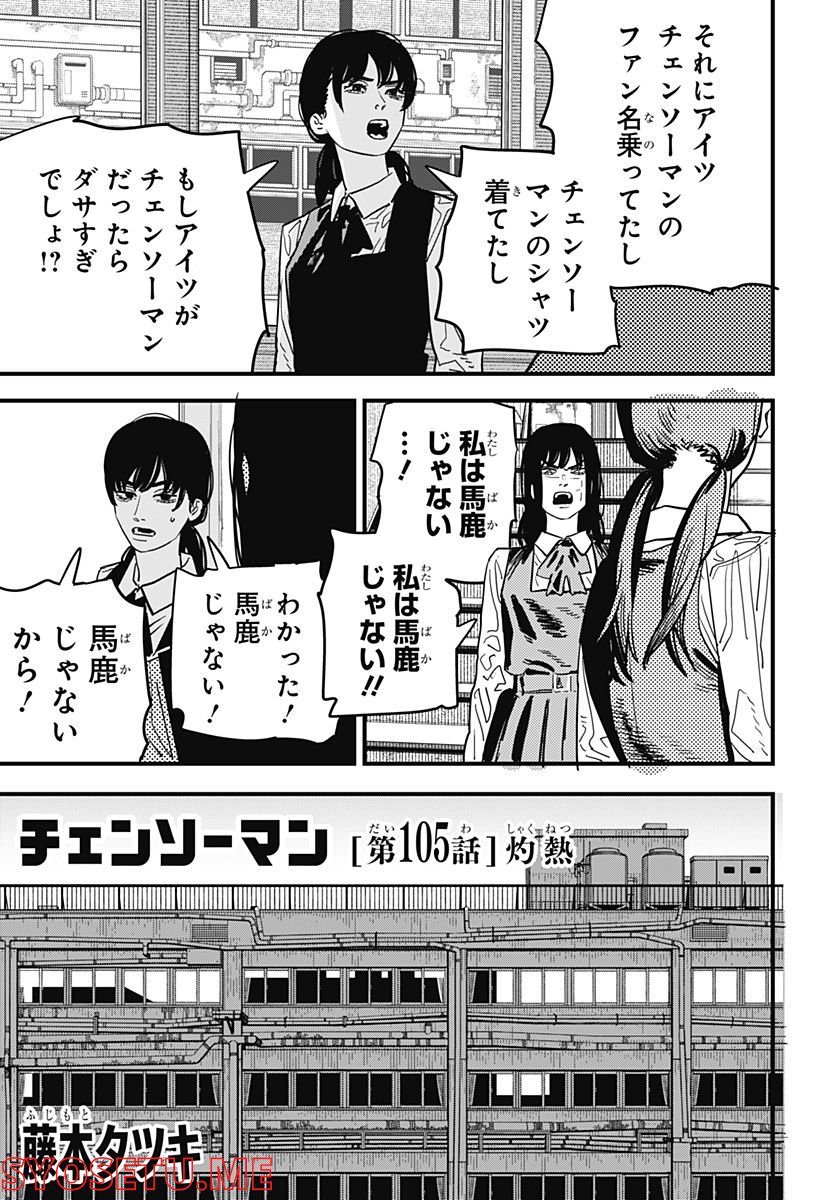 それにアイツ
チェンソーマンの
ファン名乗ってたし
チェンソー
マンのシャツ
着てたし
もしアイツが
チェンソーマン
だったら
ダサすぎ
でしょ!?
私は馬鹿
じゃない
…！
私は馬鹿
じゃない!!
わかった！
馬鹿
じゃない！
馬鹿
じゃない
から！
チェンソーマン [第105話] 灼熱
藤本タツキ
SYOSETU.ME